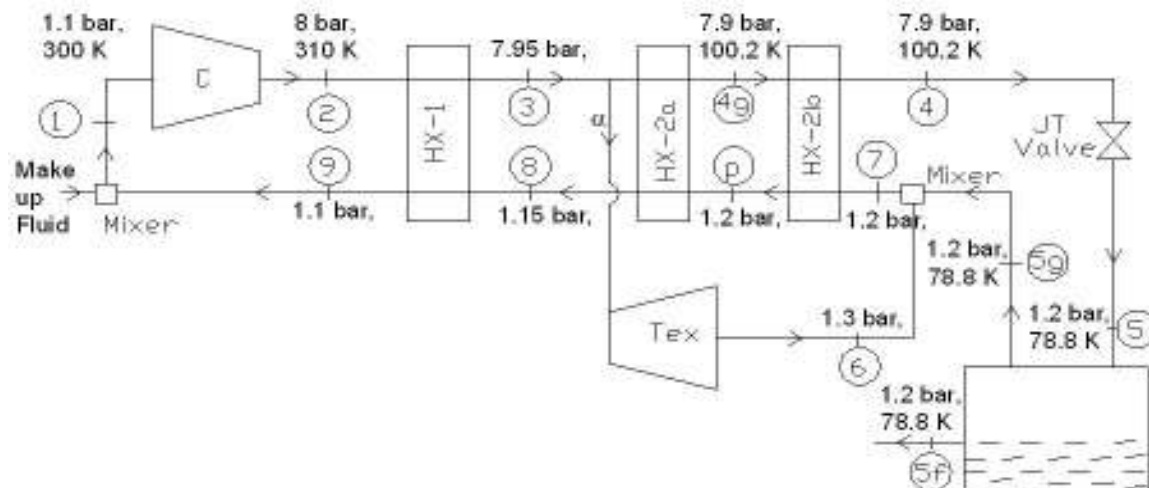 1.1 bar,
300 K
8 bar,
310 K
7.95 bar,
7.9 bar,
100.2 K
7.9 bar,
100.2 K
C
1
2
HX-1
3
α
HX-2a
4g
HX-2b
4
JT
Valve
Make
up
Fluid
Mixer
9
1.1 bar,
8
1.15 bar,
p
1.2 bar,
7
1.2 bar,
Mixer
1.2 bar,
78.8 K
5g
1.2 bar,
78.8 K
5
Tex
1.3 bar,
6
1.2 bar,
78.8 K
5f